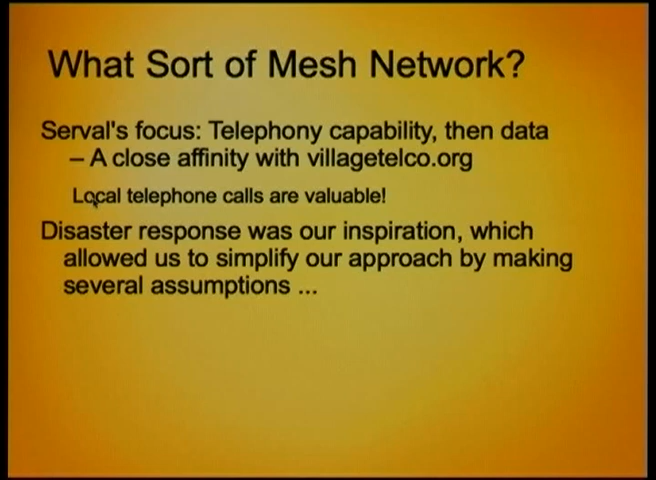 What Sort of Mesh Network?
Serval's focus: Telephony capability, then data
– A close affinity with villagetelco.org
Local telephone calls are valuable!
Disaster response was our inspiration, which
allowed us to simplify our approach by making
several assumptions ...